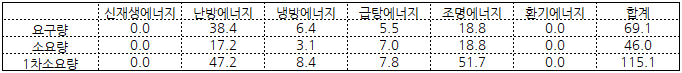 신재생에너지 난방에너지 냉방에너지 급탕에너지 조명에너지 환기에너지 합계
요구량 0.0 38.4 6.4 5.5 18.8 0.0 69.1
소요량 0.0 17.2 3.1 7.0 18.8 0.0 46.0
1차소요량 0.0 47.2 8.4 7.8 51.7 0.0 115.1